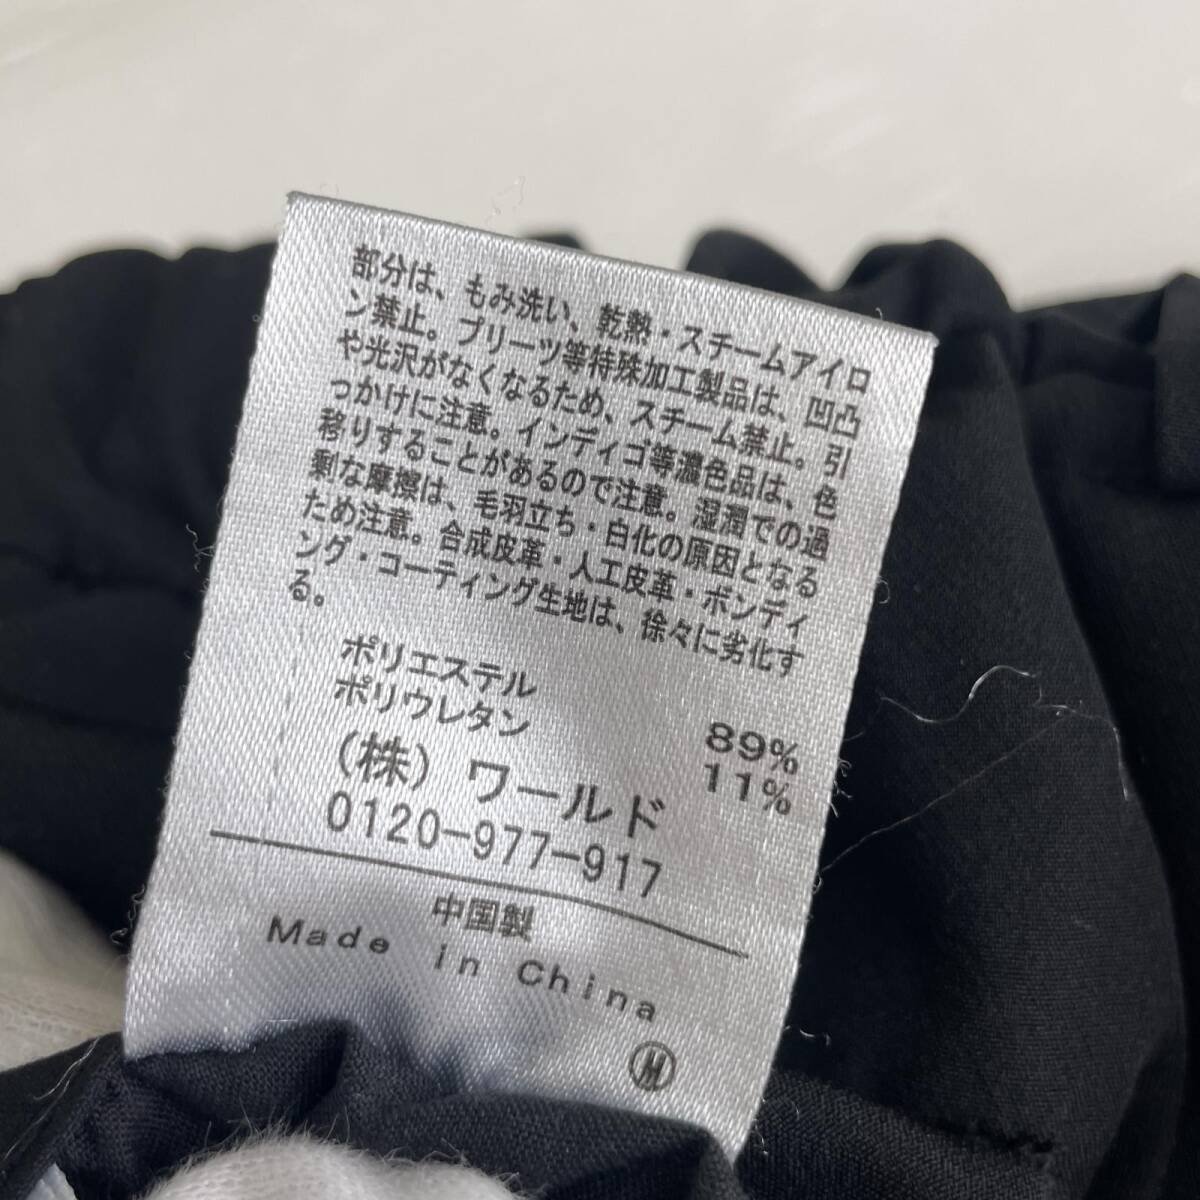 部分は、もみ洗い、乾熱・スチームアイロ
ン禁止。プリーツ等特殊加工製品は、凹凸
や光沢がなくなるため、スチーム禁止。引
っかけに注意。インディゴ等濃色品は、色
移りすることがあるので注意。湿潤での過
剰な摩擦は、毛羽立ち・白化の原因となる
ため注意。合成皮革・人工皮革・ボンディ
ング・コーティング生地は、徐々に劣化す
る。
ポリエステル 89%
ポリウレタン 11%
(株) ワールド
0120-977-917
中国製
Made in China
M